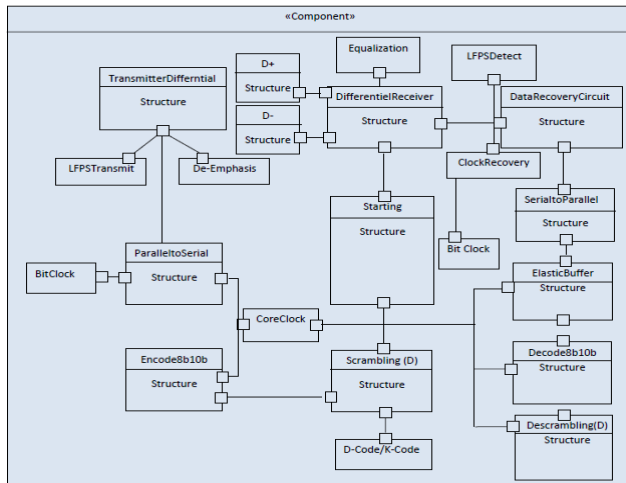 «Component»
Equalization
LFPSDetect
D+
Structure
TransmitterDifferntial
Structure
DifferentielReceiver
Structure
DataRecoveryCircuit
Structure
D-
Structure
LFPSTransmit
De-Emphasis
ClockRecovery
Starting
Structure
SerialtoParallel
Structure
ParalleltoSerial
Structure
Bit Clock
BitClock
ElasticBuffer
Structure
CoreClock
Encode8b10b
Structure
Scrambling (D)
Structure
Decode8b10b
Structure
Descrambling(D)
Structure
D-Code/K-Code